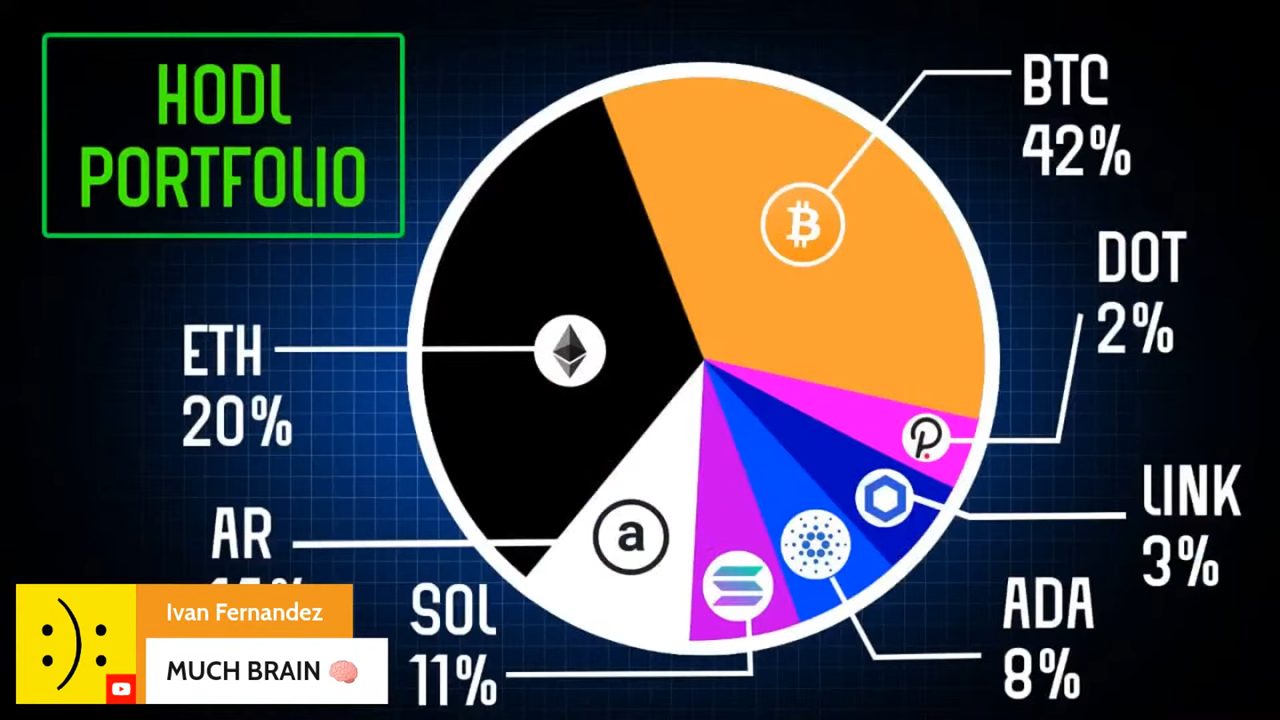 HODL
PORTFOLIO
BTC
42%
DOT
2%
ETH
20%
LINK
3%
AR
SOL
11%
ADA
8%
a
Ivan Fernandez
MUCH BRAIN 🧠